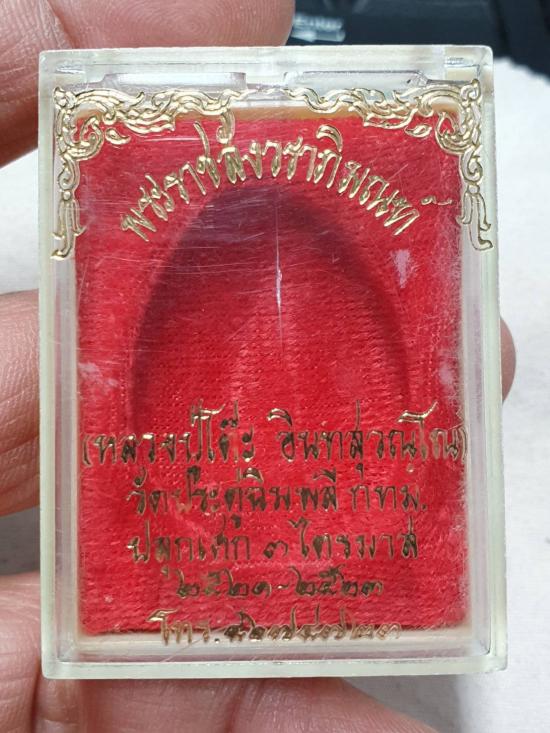 พระราชสังวราภิมณฑ์
(หลวงปู่โต๊ะ อินทสุวณฺโณ)
วัดประดู่ฉิมพลี กทม.
ปลุกเสก ๓ ไตรมาส
๒๕๒๑-๒๕๒๓
โทร.